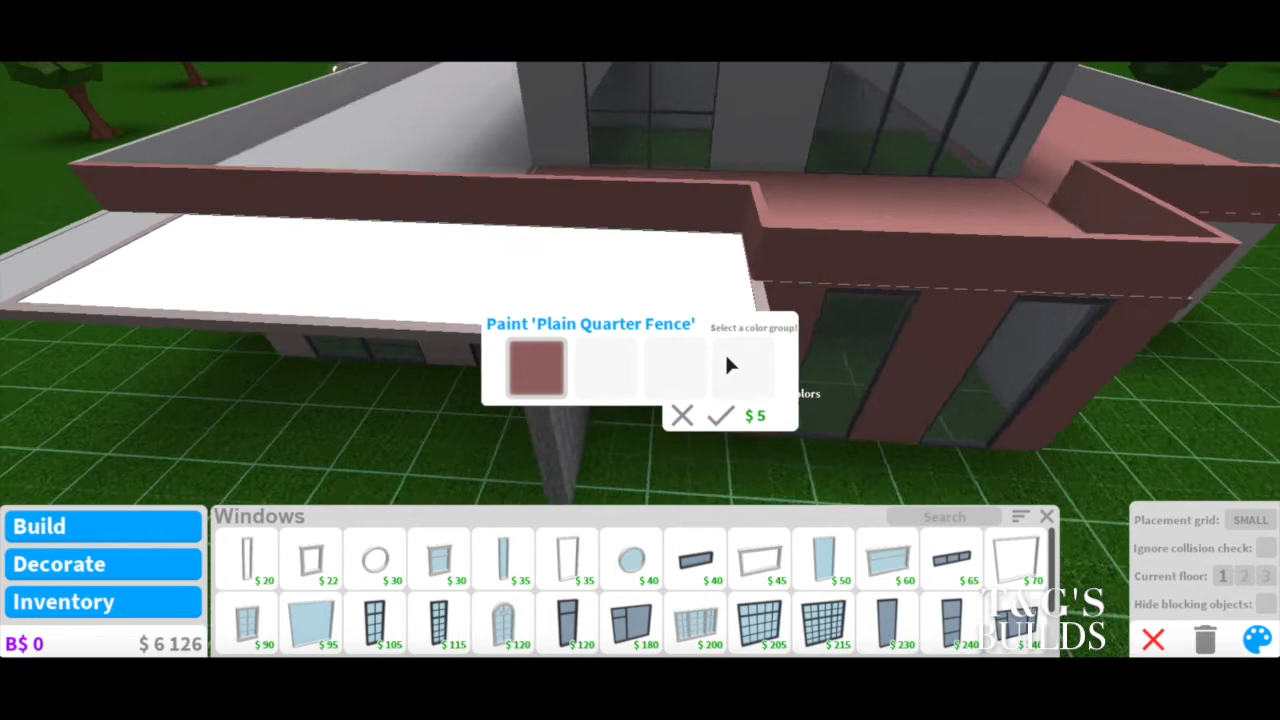 Paint 'Plain Quarter Fence'
Select a color group!
olors
$ 5
Build
Decorate
Inventory
B$ 0
$ 6 126
Windows
Search
$ 20
$ 22
$ 30
$ 30
$ 35
$ 35
$ 40
$ 40
$ 45
$ 50
$ 60
$ 65
$ 70
$ 90
$ 95
$ 105
$ 115
$ 120
$ 120
$ 180
$ 200
$ 205
$ 215
$ 230
$ 240
Placement grid: SMALL
Ignore collision check:
Current floor: 1 2 3
Hide blocking objects:
T&G'S
BUILDS